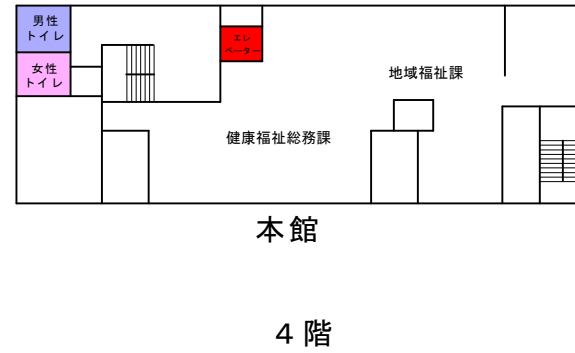 男性
トイレ
エレ
ベーター
女性
トイレ
地域福祉課
健康福祉総務課
本館
4階